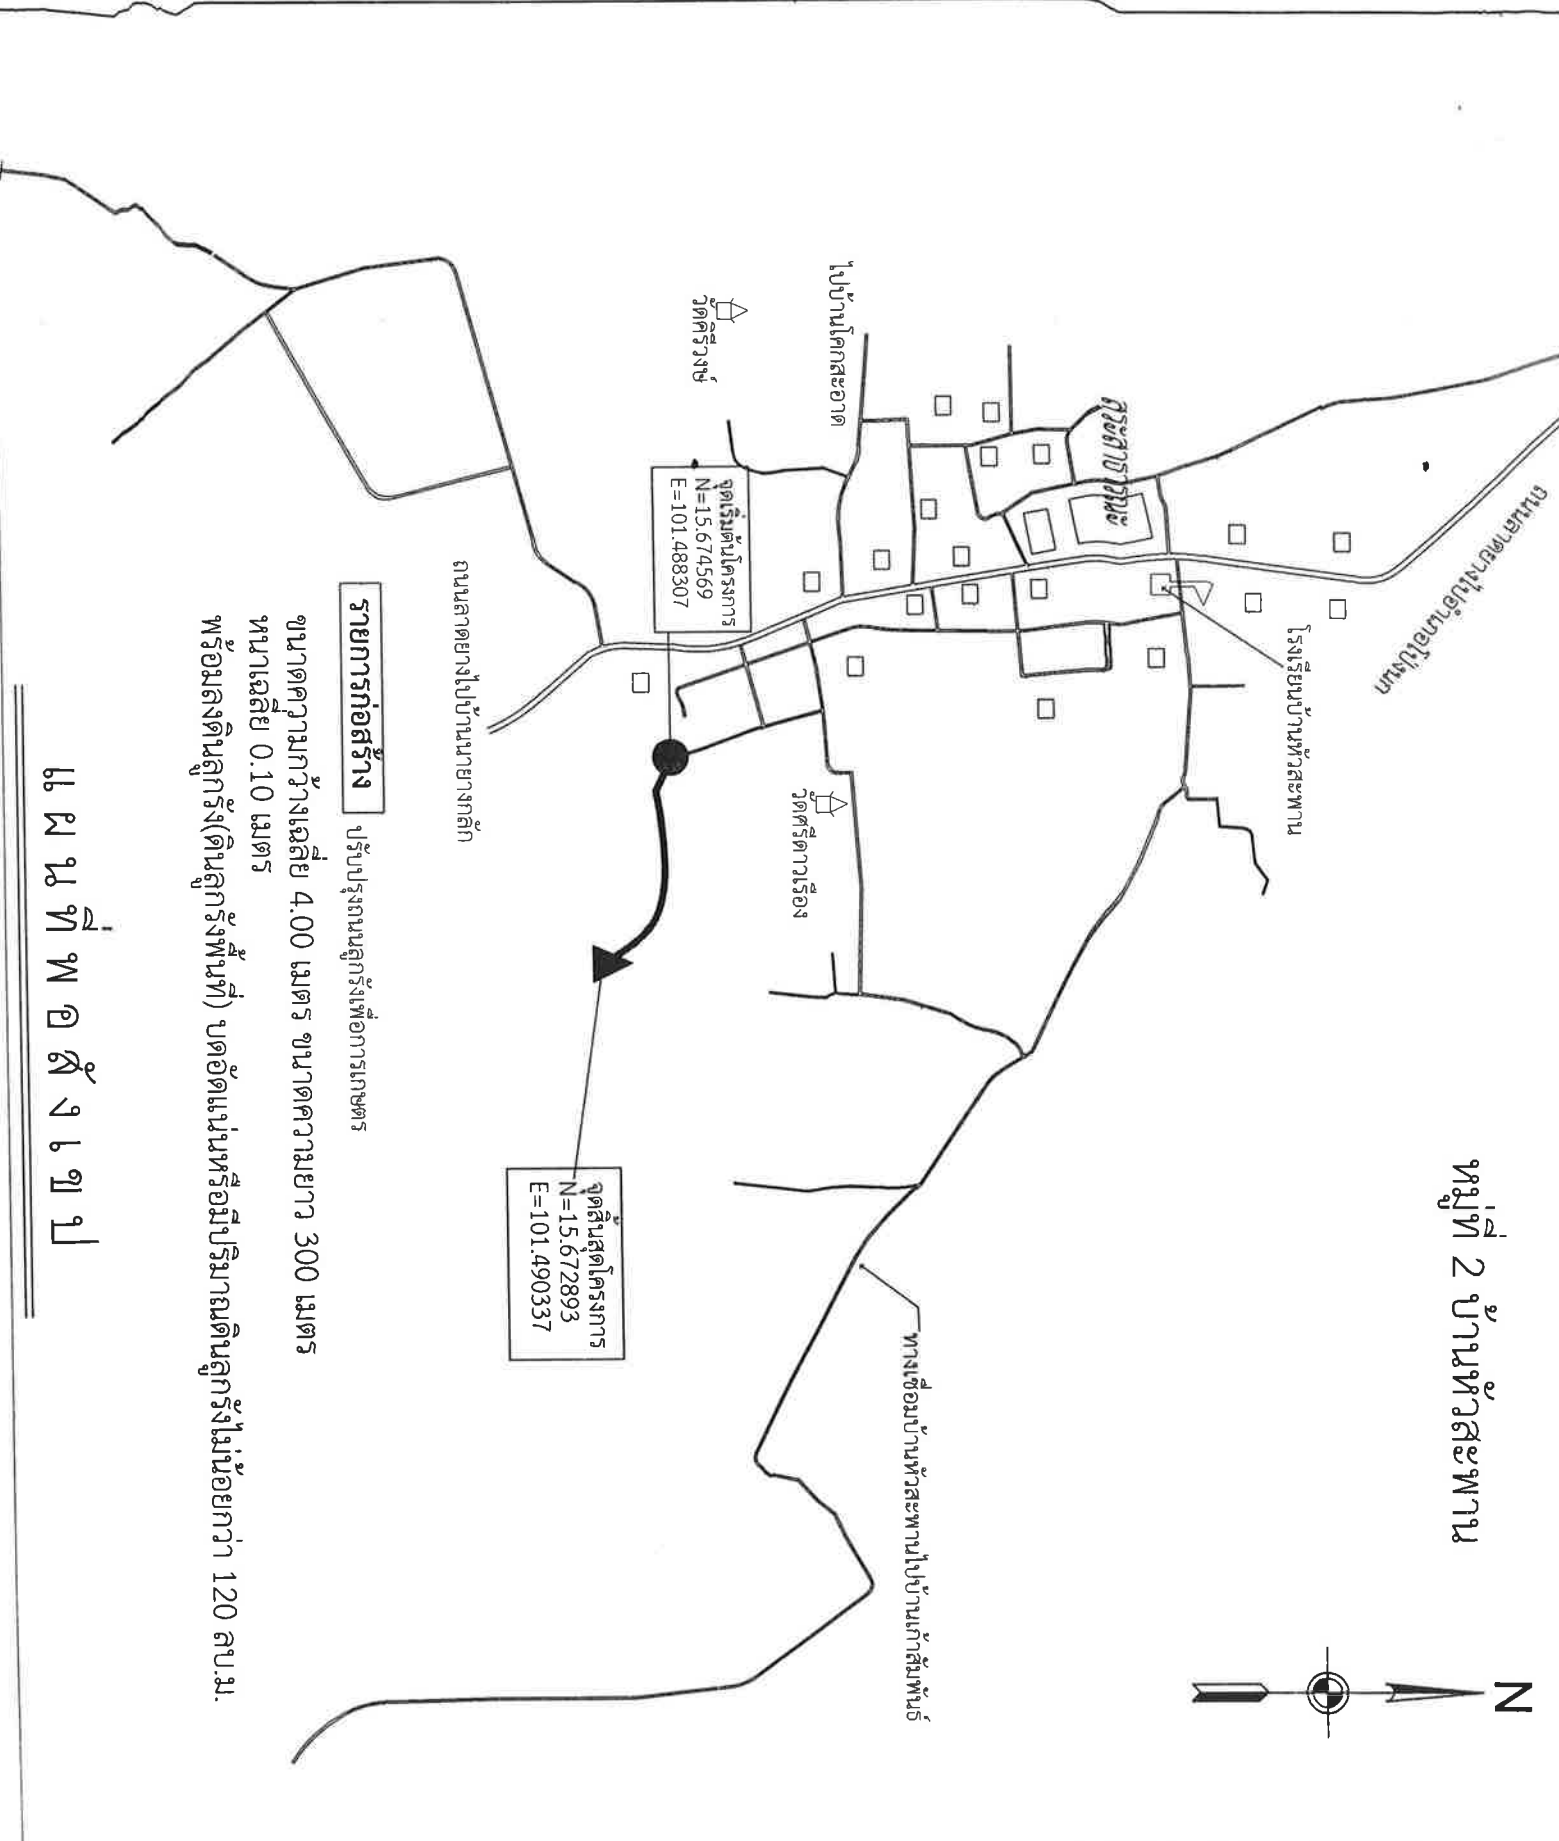 หมู่ที่ 2 บ้านหัวสะพาน
N
ถนนลาดยางไปอำเภอโป่งนก
โรงเรียนบ้านหัวสะพาน
สระสาธารณะ
ไปบ้านโคกสะอาด
วัดศิริวงษ์
วัดศรีดาวเรือง
ทางเชื่อมบ้านหัวสะพานไปบ้านเก้าสัมพันธ์
จุดเริ่มต้นโครงการ
N=15.674569
E=101.488307
จุดสิ้นสุดโครงการ
N=15.672893
E=101.490337
ถนนลาดยางไปบ้านนายางกลัก
รายการก่อสร้าง ปรับปรุงถนนลูกรังเพื่อการเกษตร
ขนาดความกว้างเฉลี่ย 4.00 เมตร ขนาดความยาว 300 เมตร
หนาเฉลี่ย 0.10 เมตร
พร้อมลงดินลูกรัง(ดินลูกรังพื้นที่) บดอัดแน่นหรือมีปริมาณดินลูกรังไม่น้อยกว่า 120 ลบ.ม.
แผนที่พอสังเขป